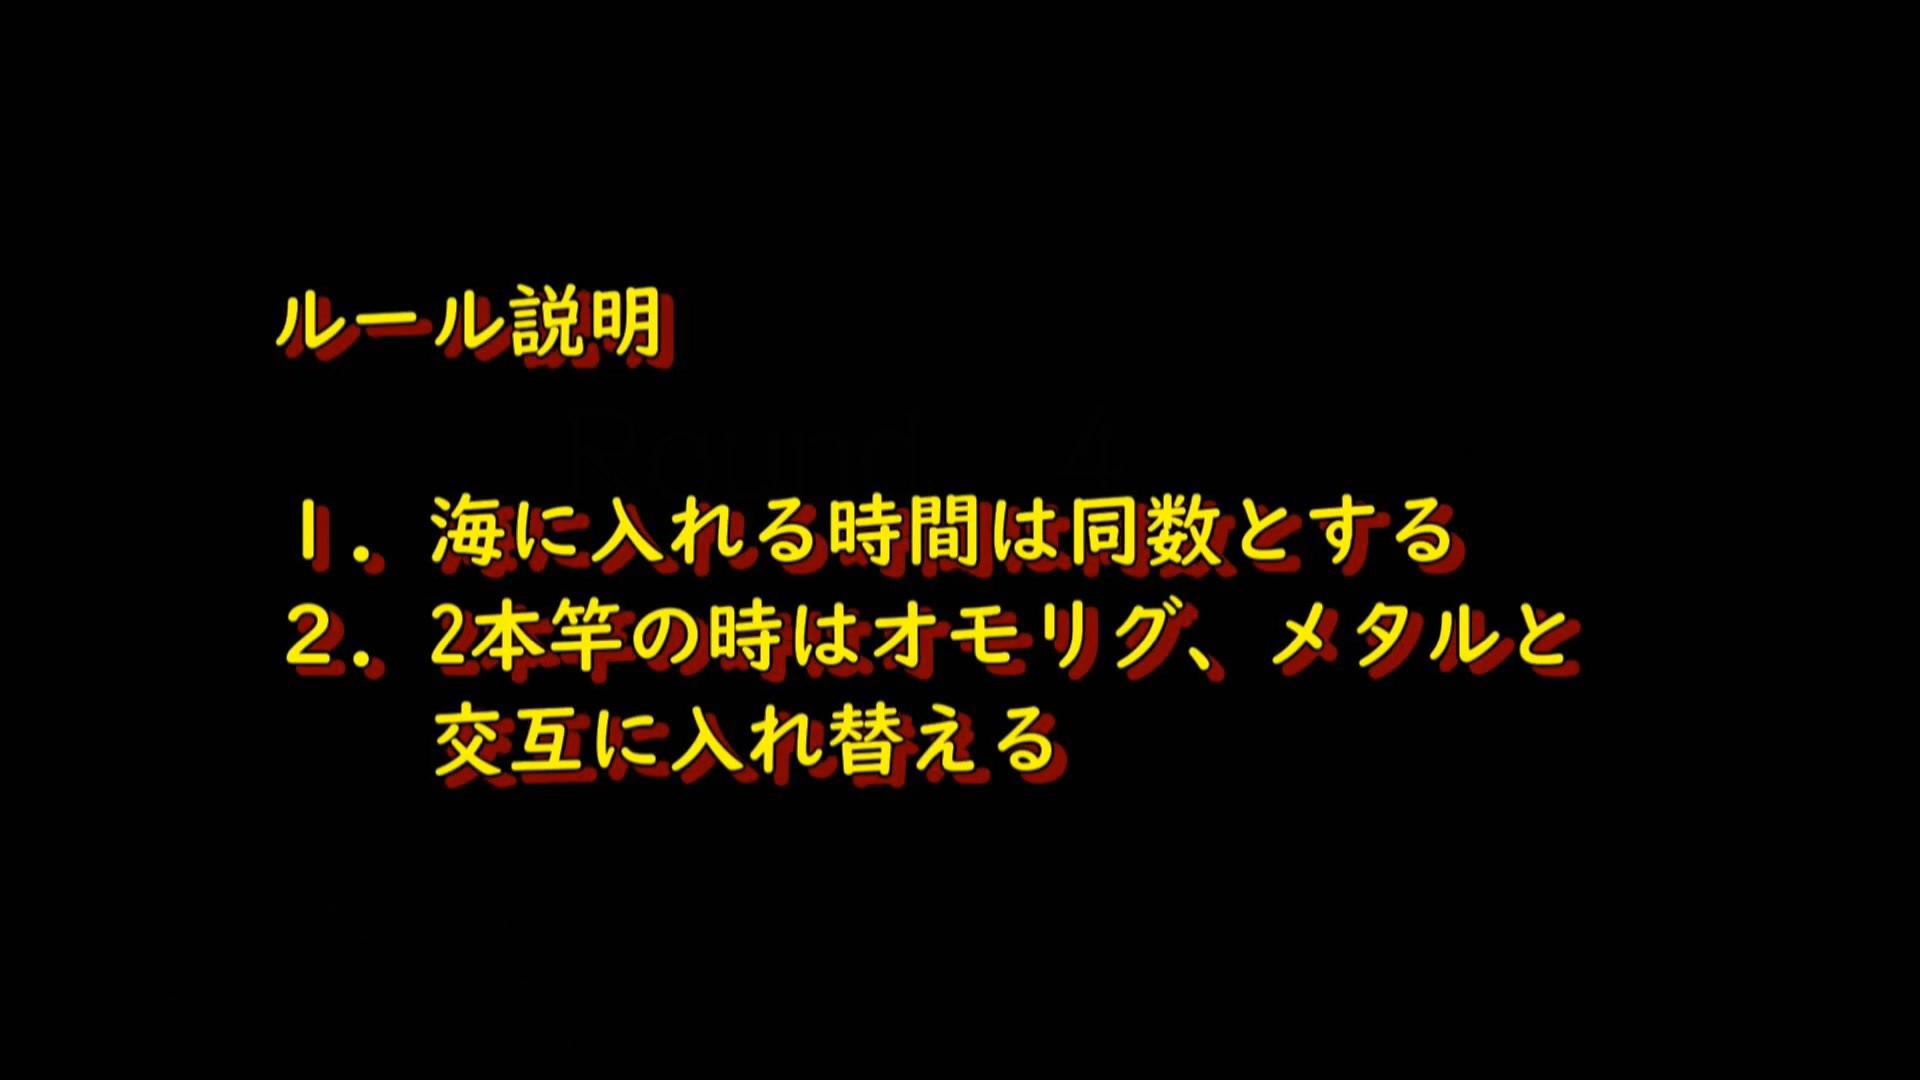 ルール説明
Round 4
1．海に入れる時間は同数とする
2．2本竿の時はオモリグ、メタルと
交互に入れ替える